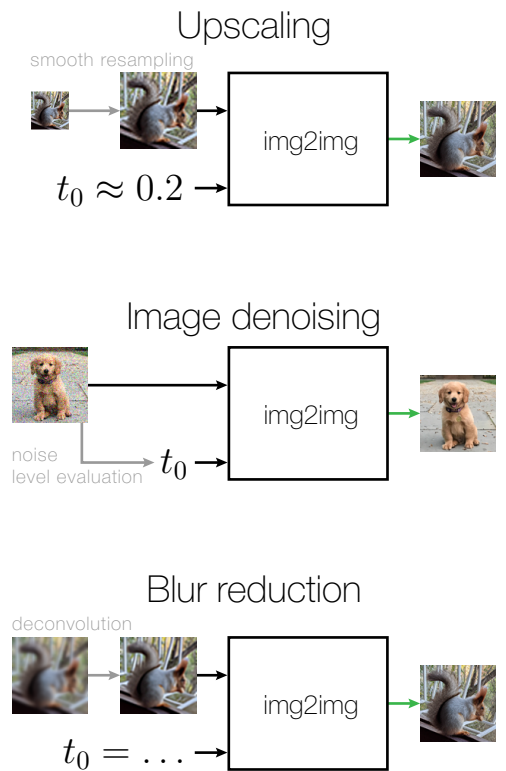 Upscaling
smooth resampling
img2img
t₀ ≈ 0.2
Image denoising
img2img
noise
level evaluation
t₀
Blur reduction
deconvolution
img2img
t₀ = ...